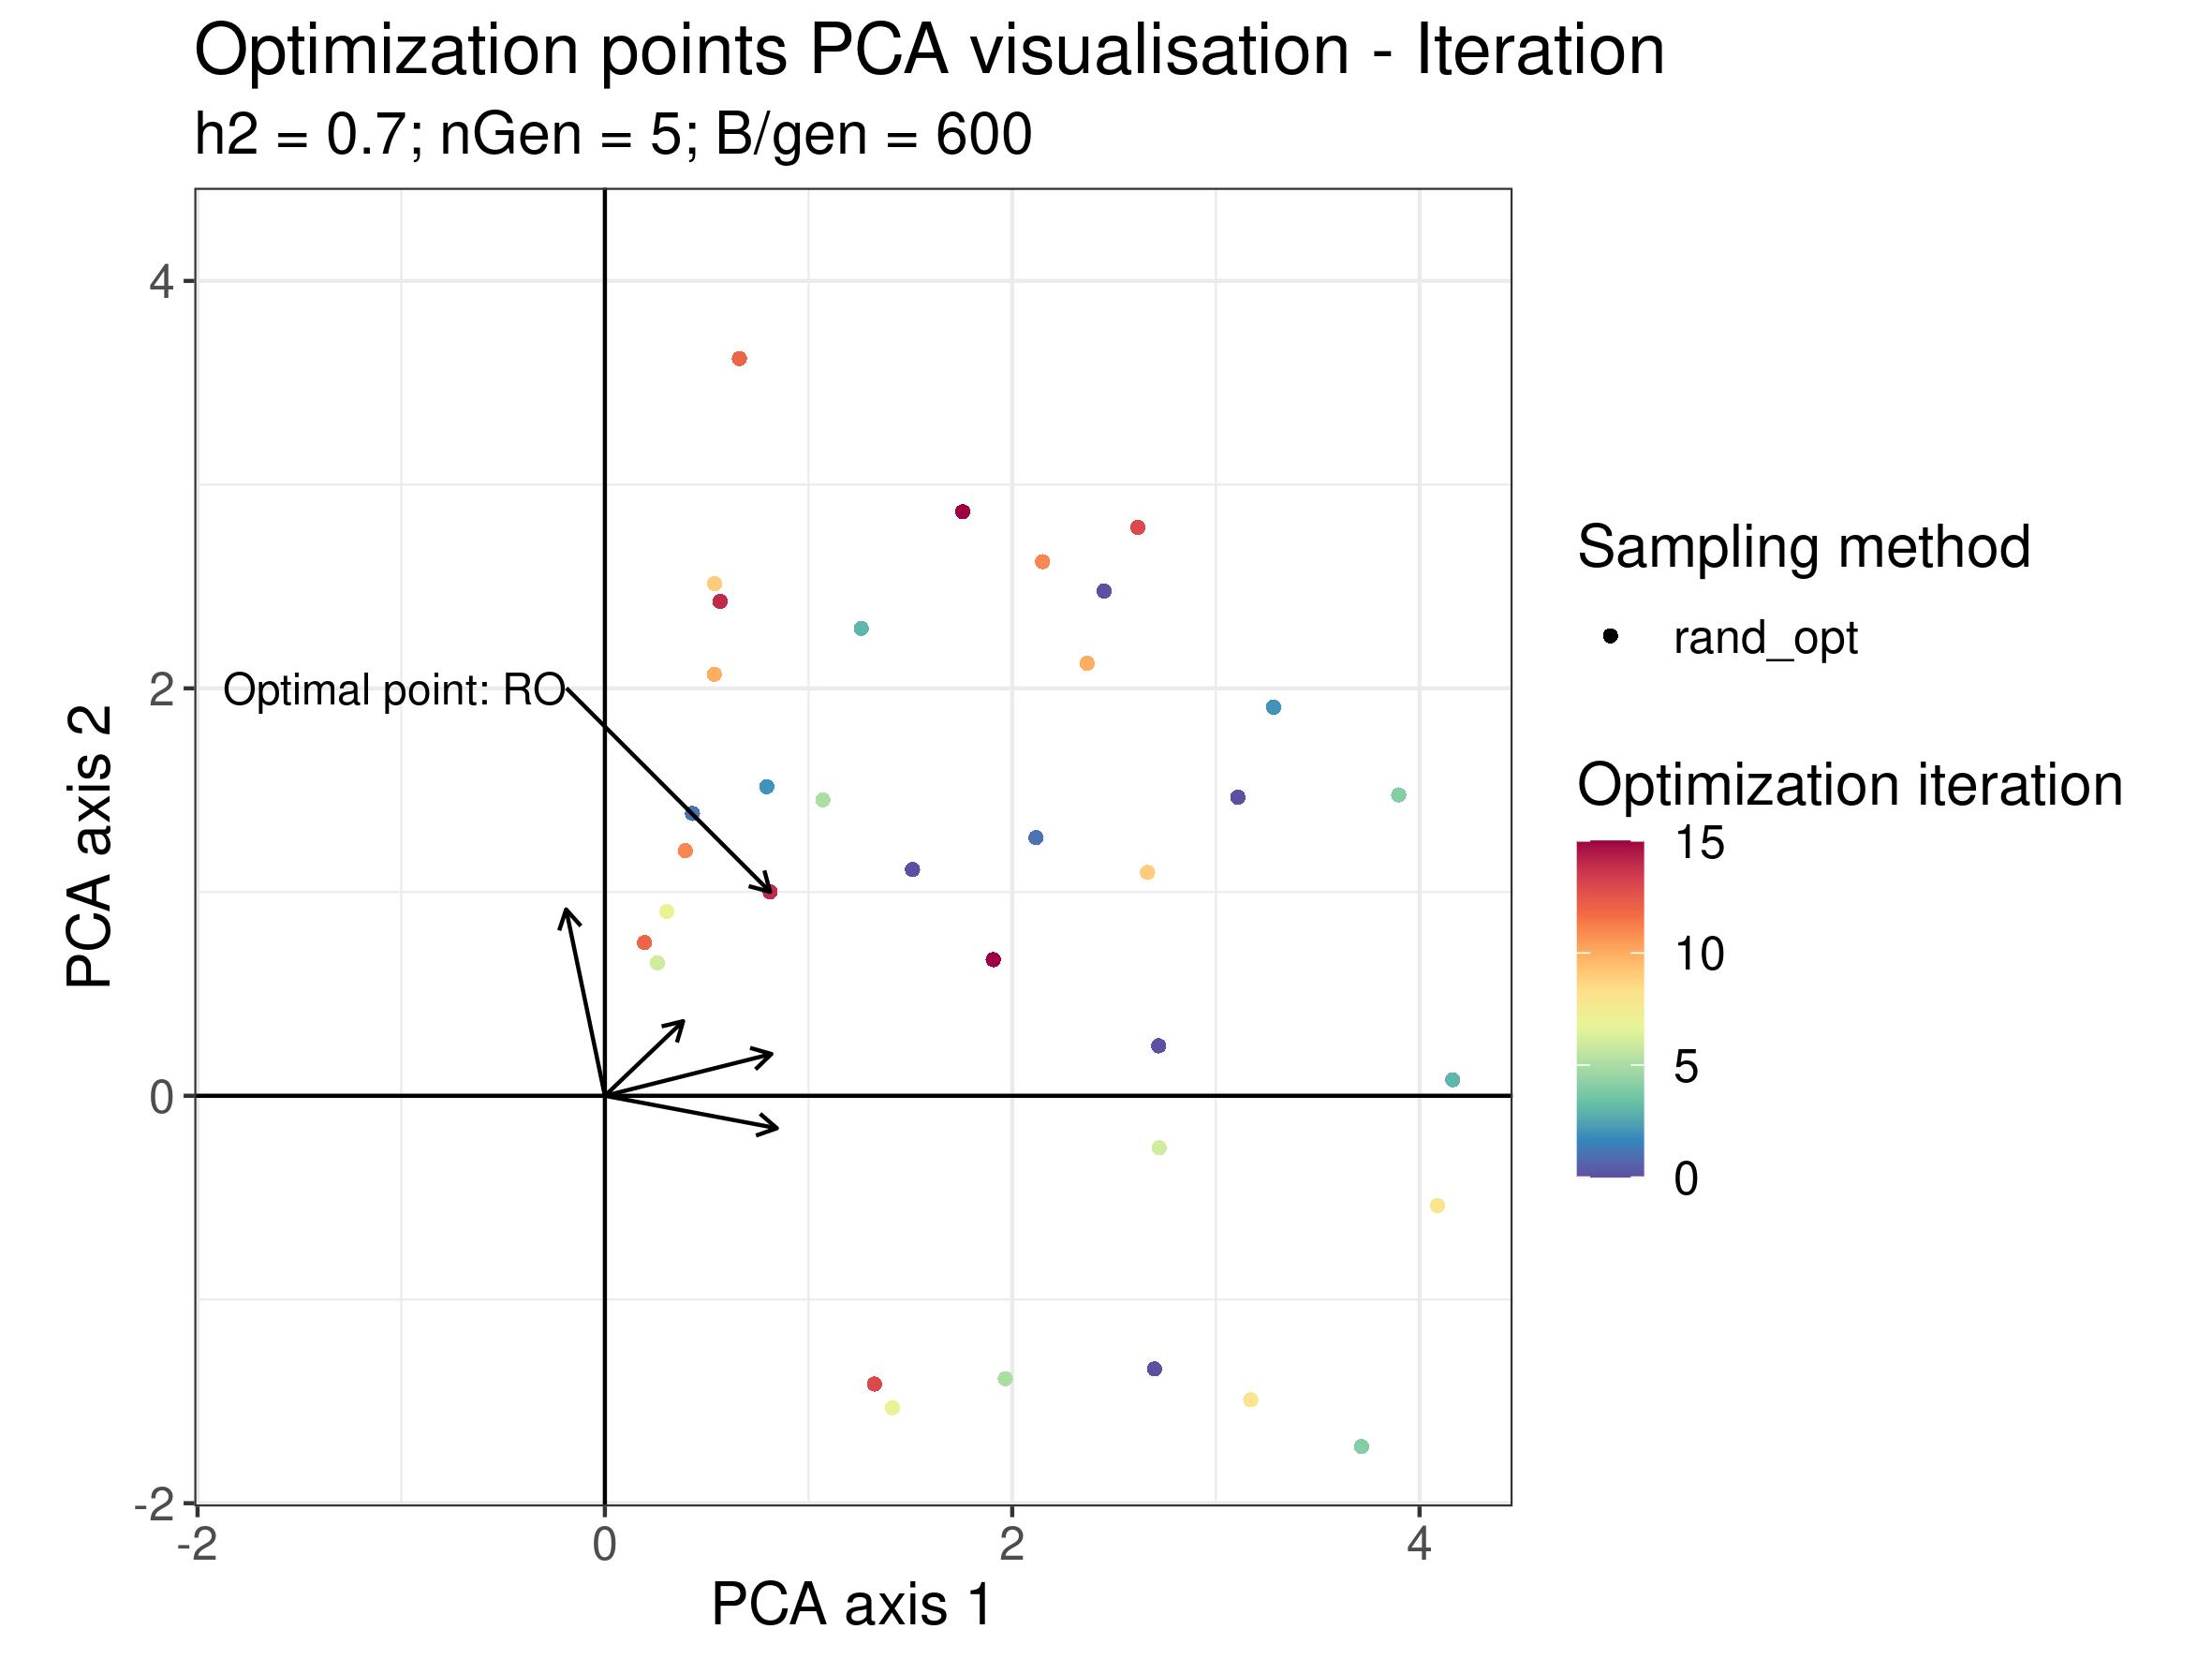 Optimization points PCA visualisation - Iteration
h2 = 0.7; nGen = 5; B/gen = 600
PCA axis 2
4
2
0
-2
Optimal point: RO
-2
0
2
4
PCA axis 1
Sampling method
rand_opt
Optimization iteration
15
10
5
0